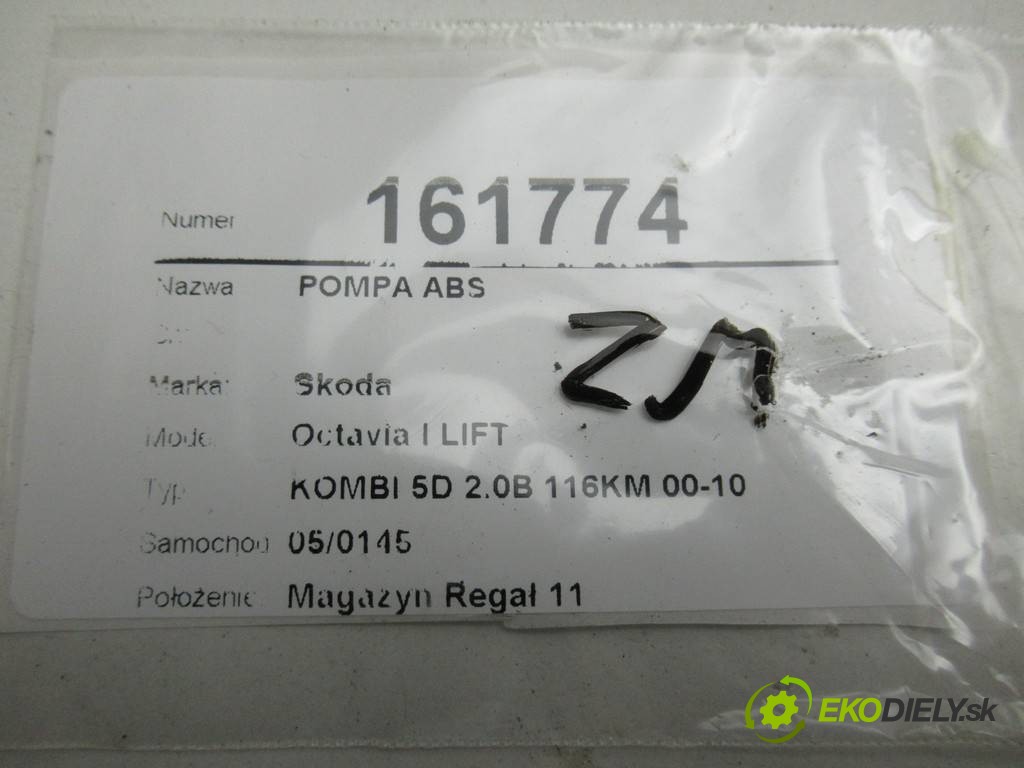 Numer 161774
Nazwa POMPA ABS
Marka: Skoda
Model Octavia I LIFT
Typ KOMBI 5D 2.0B 116KM 00-10
Samochod 05/0145
Położenie Magazyn Regał 11
EKODIELY.sk